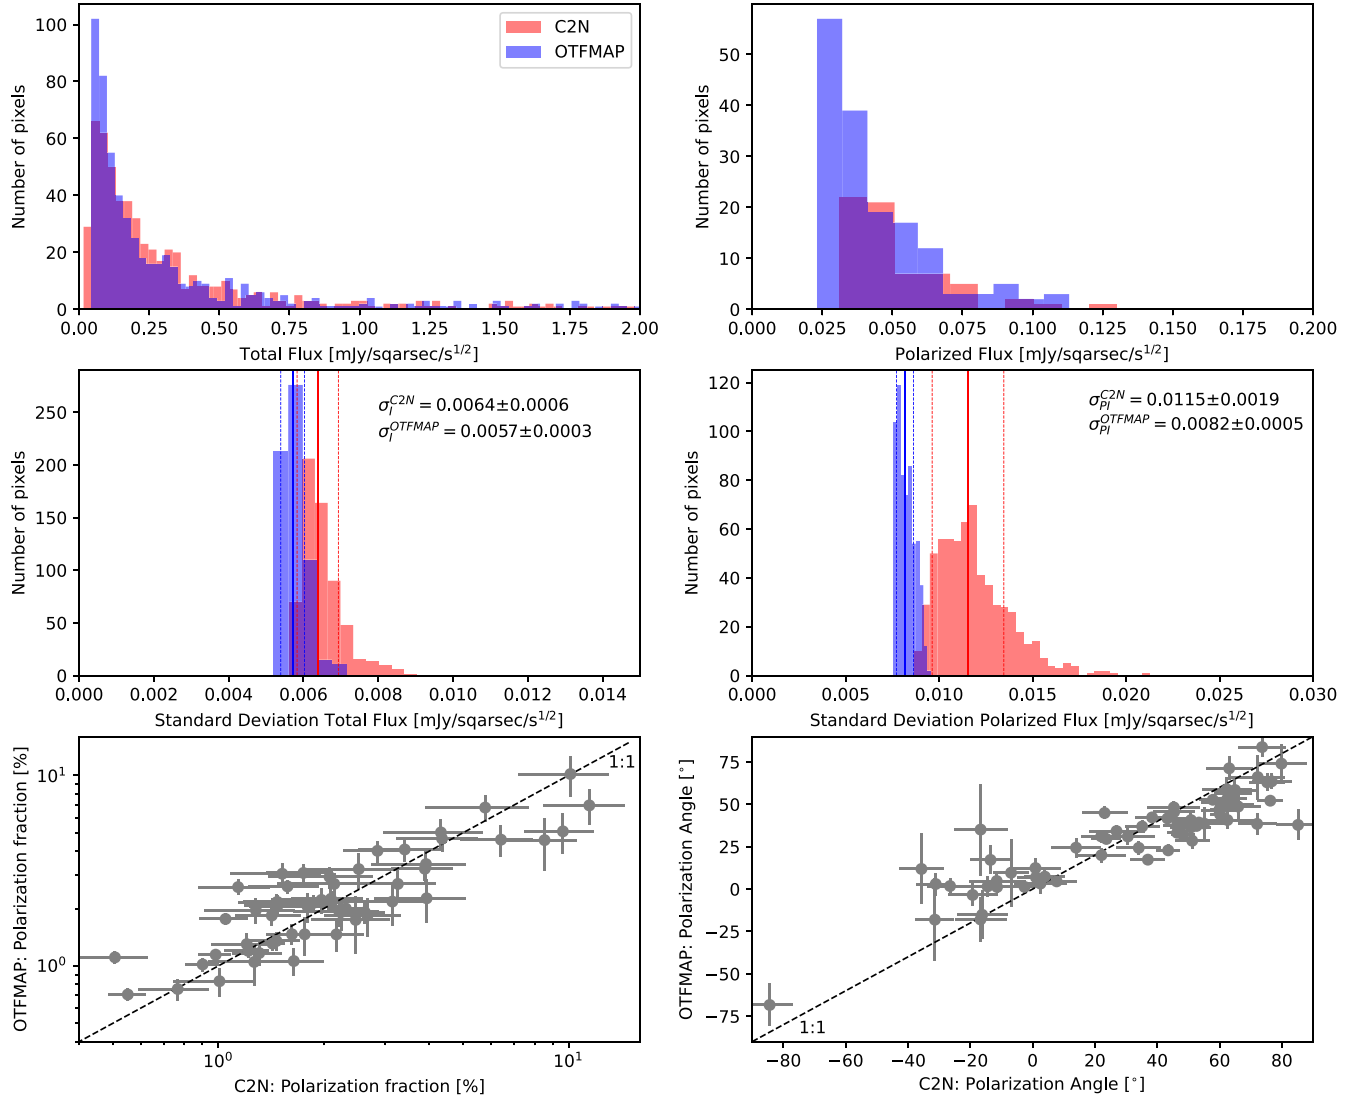 C2N
OTFMAP
Number of pixels
100
80
60
40
20
0
0.00 0.25 0.50 0.75 1.00 1.25 1.50 1.75 2.00
Total Flux [mJy/sqarsec/s^{1/2}]
Number of pixels
50
40
30
20
10
0
0.000 0.025 0.050 0.075 0.100 0.125 0.150 0.175 0.200
Polarized Flux [mJy/sqarsec/s^{1/2}]
σ_I^{C2N} = 0.0064±0.0006
σ_I^{OTFMAP} = 0.0057±0.0003
Number of pixels
250
200
150
100
50
0
0.000 0.002 0.004 0.006 0.008 0.010 0.012 0.014
Standard Deviation Total Flux [mJy/sqarsec/s^{1/2}]
σ_{PI}^{C2N} = 0.0115±0.0019
σ_{PI}^{OTFMAP} = 0.0082±0.0005
Number of pixels
120
100
80
60
40
20
0
0.000 0.005 0.010 0.015 0.020 0.025 0.030
Standard Deviation Polarized Flux [mJy/sqarsec/s^{1/2}]
OTFMAP: Polarization fraction [%]
10^1
10^0
1:1
10^0 10^1
C2N: Polarization fraction [%]
OTFMAP: Polarization Angle [°]
75
50
25
0
−25
−50
−75
1:1
−80 −60 −40 −20 0 20 40 60 80
C2N: Polarization Angle [°]